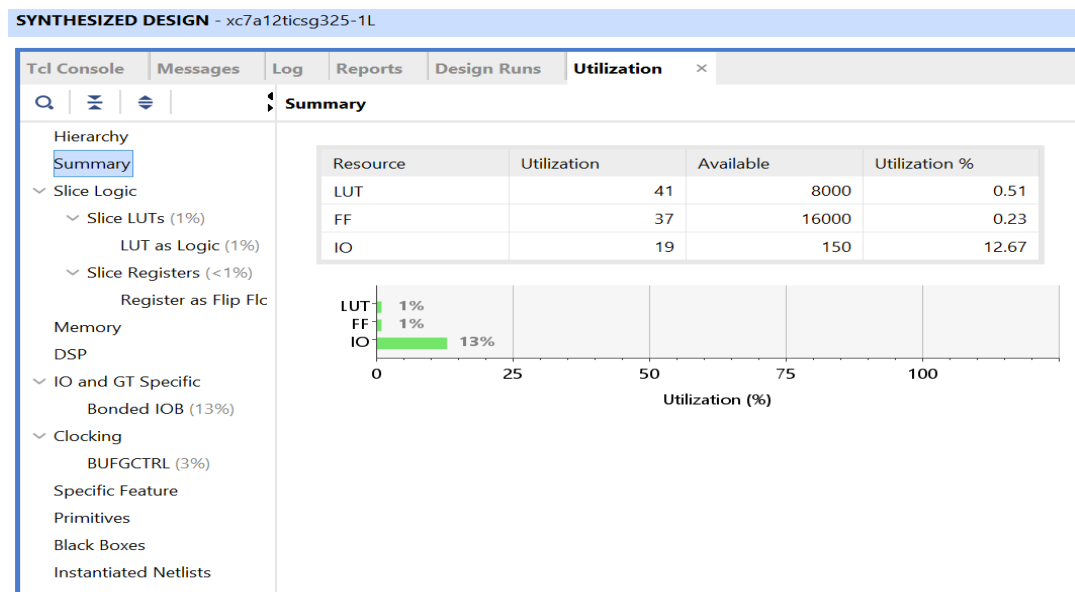 SYNTHESIZED DESIGN - xc7a12ticsg325-1L
Tcl Console Messages Log Reports Design Runs Utilization ×
Summary
Hierarchy
Summary
Slice Logic
Slice LUTs (1%)
LUT as Logic (1%)
Slice Registers (<1%)
Register as Flip Flc
Memory
DSP
IO and GT Specific
Bonded IOB (13%)
Clocking
BUFGCTRL (3%)
Specific Feature
Primitives
Black Boxes
Instantiated Netlists
Resource Utilization Available Utilization %
LUT 41 8000 0.51
FF 37 16000 0.23
IO 19 150 12.67
LUT 1%
FF 1%
IO 13%
0 25 50 75 100
Utilization (%)